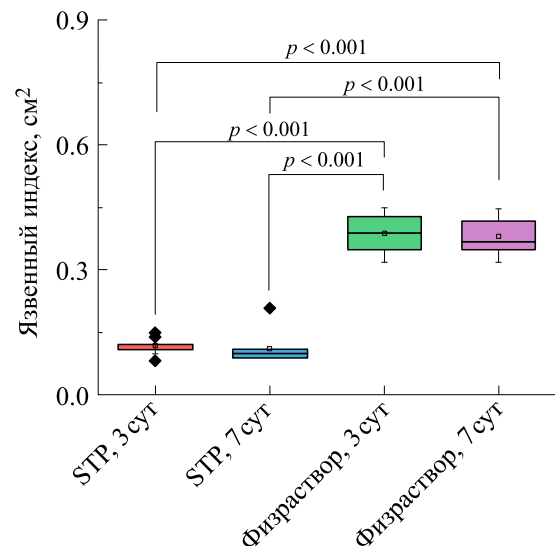 0.9
p < 0.001
p < 0.001
0.6
p < 0.001
p < 0.001
0.3
0.0
Язвенный индекс, см²
STP, 3 сут
STP, 7 сут
Физраствор, 3 сут
Физраствор, 7 сут